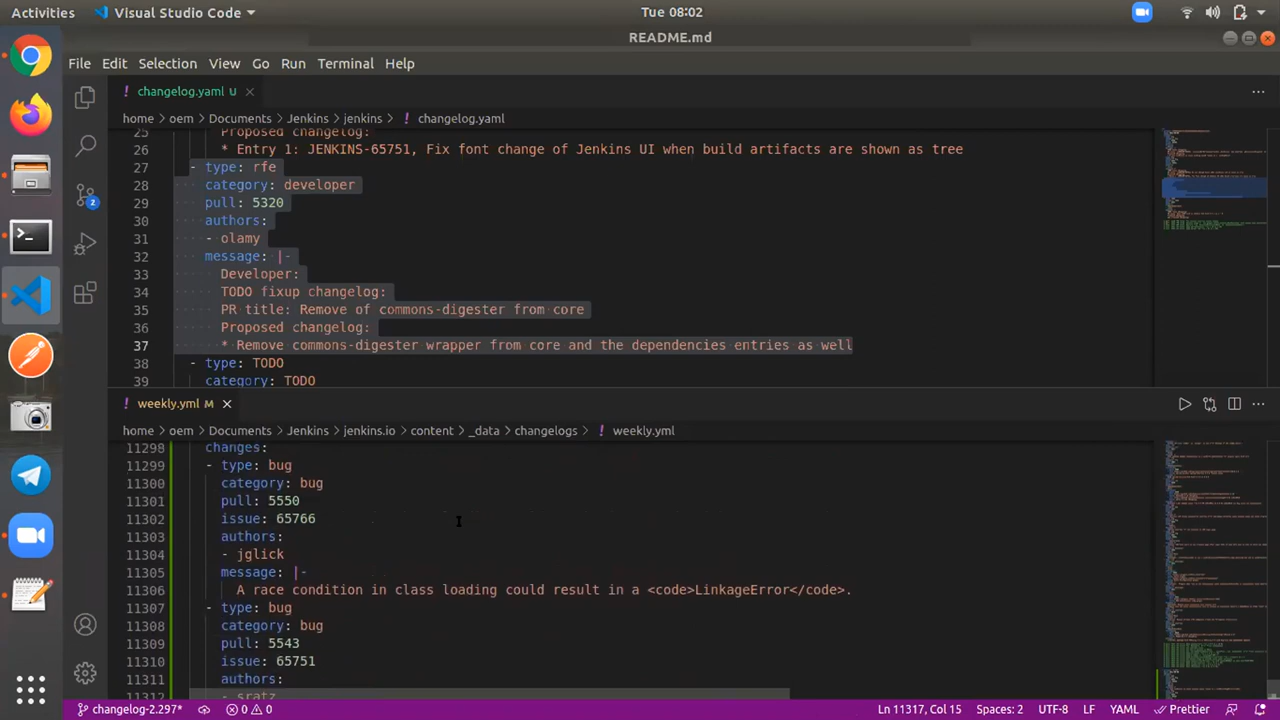 Activities Visual Studio Code Tue 08:02
README.md
File Edit Selection View Go Run Terminal Help
! changelog.yaml U
home > oem > Documents > Jenkins > jenkins > ! changelog.yaml
25 Proposed changelog:
26 * Entry 1: JENKINS-65751, Fix font change of Jenkins UI when build artifacts are shown as tree
27 - type: rfe
28 category: developer
29 pull: 5320
30 authors:
31 - olamy
32 message: |-
33 Developer:
34 TODO fixup changelog:
35 PR title: Remove of commons-digester from core
36 Proposed changelog:
37 * Remove commons-digester wrapper from core and the dependencies entries as well
38 - type: TODO
39 category: TODO
! weekly.yml M
home > oem > Documents > Jenkins > jenkins.io > content > _data > changelogs > ! weekly.yml
11298 changes:
11299 - type: bug
11300 category: bug
11301 pull: 5550
11302 issue: 65766
11303 authors:
11304 - jglick
11305 message: |-
11306 A race condition in class loading could result in a <code>LinkageError</code>.
11307 - type: bug
11308 category: bug
11309 pull: 5543
11310 issue: 65751
11311 authors:
11312 - sratz
2
changelog-2.297* 0 0 Ln 11317, Col 15 Spaces: 2 UTF-8 LF YAML Prettier